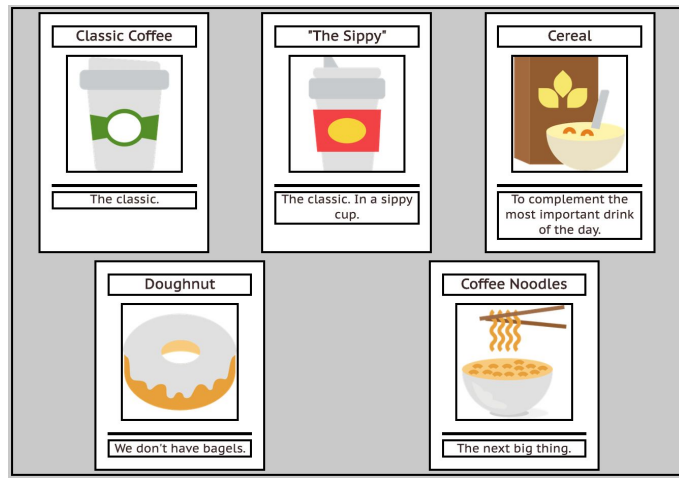 Classic Coffee
The classic.
"The Sippy"
The classic. In a sippy
cup.
Cereal
To complement the
most important drink
of the day.
Doughnut
We don't have bagels.
Coffee Noodles
The next big thing.